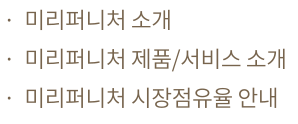 · 미리퍼니처 소개
· 미리퍼니처 제품/서비스 소개
· 미리퍼니처 시장점유율 안내